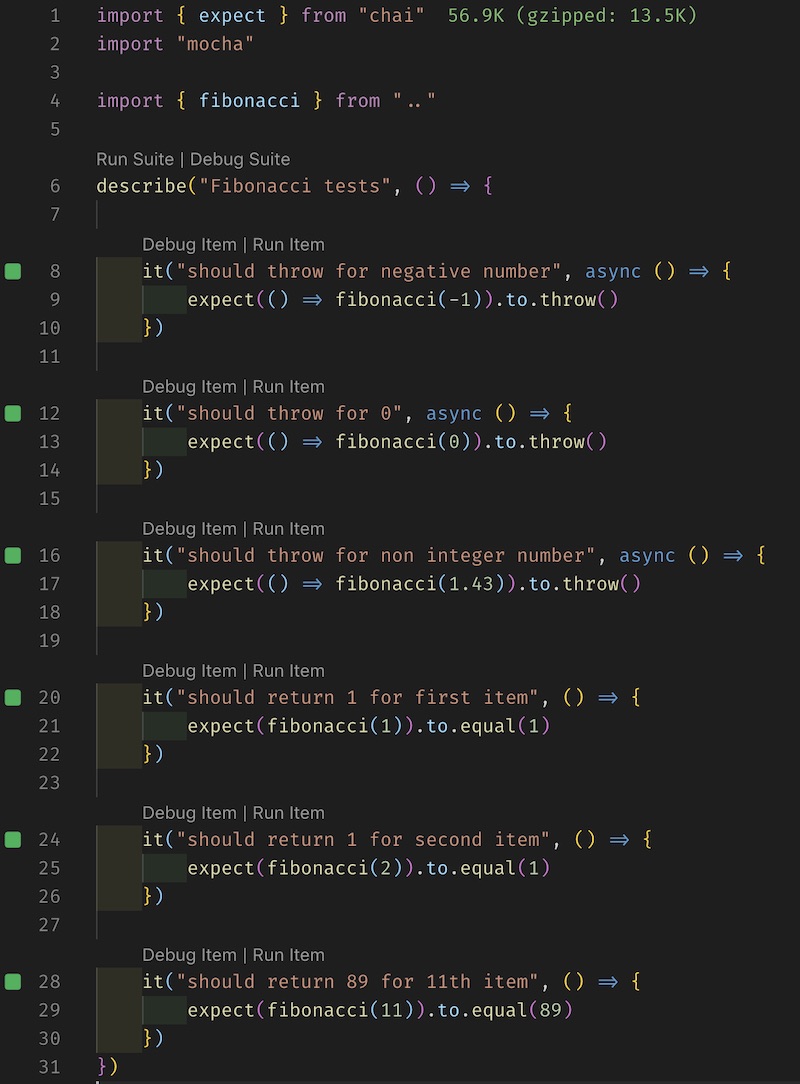 1 import { expect } from "chai" 56.9K (gzipped: 13.5K)
2 import "mocha"
3
4 import { fibonacci } from ".."
5
Run Suite | Debug Suite
6 describe("Fibonacci tests", () => {
7
Debug Item | Run Item
8 it("should throw for negative number", async () => {
9 expect(() => fibonacci(-1)).to.throw()
10 })
11
Debug Item | Run Item
12 it("should throw for 0", async () => {
13 expect(() => fibonacci(0)).to.throw()
14 })
15
Debug Item | Run Item
16 it("should throw for non integer number", async () => {
17 expect(() => fibonacci(1.43)).to.throw()
18 })
19
Debug Item | Run Item
20 it("should return 1 for first item", () => {
21 expect(fibonacci(1)).to.equal(1)
22 })
23
Debug Item | Run Item
24 it("should return 1 for second item", () => {
25 expect(fibonacci(2)).to.equal(1)
26 })
27
Debug Item | Run Item
28 it("should return 89 for 11th item", () => {
29 expect(fibonacci(11)).to.equal(89)
30 })
31 })